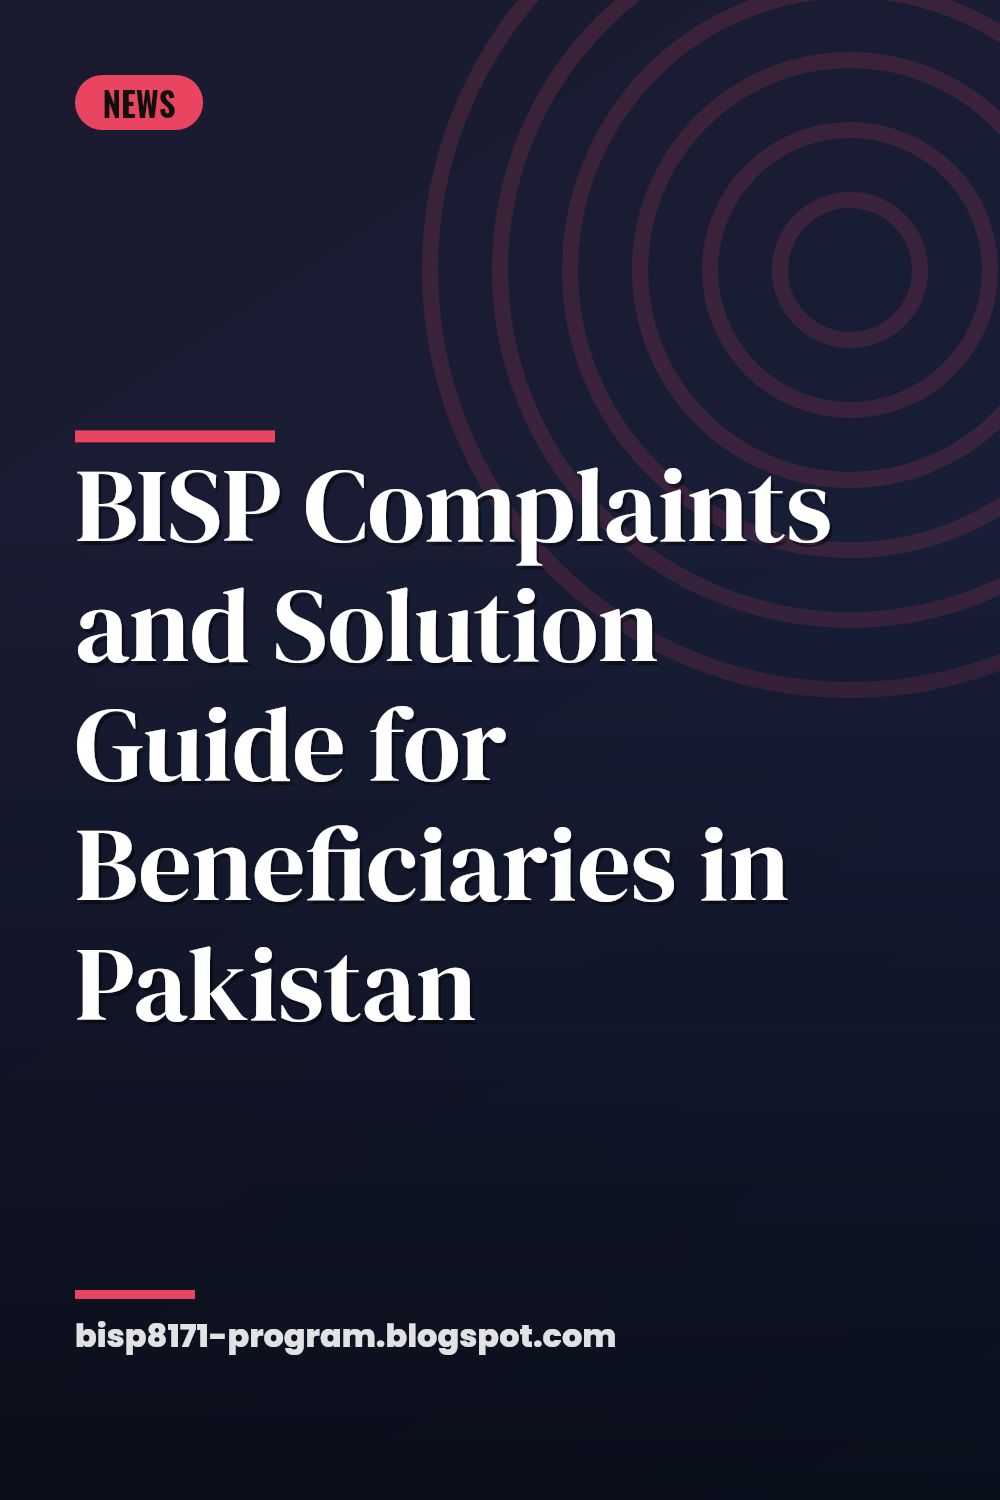 NEWS
BISP Complaints
and Solution
Guide for
Beneficiaries in
Pakistan
bisp8171-program.blogspot.com